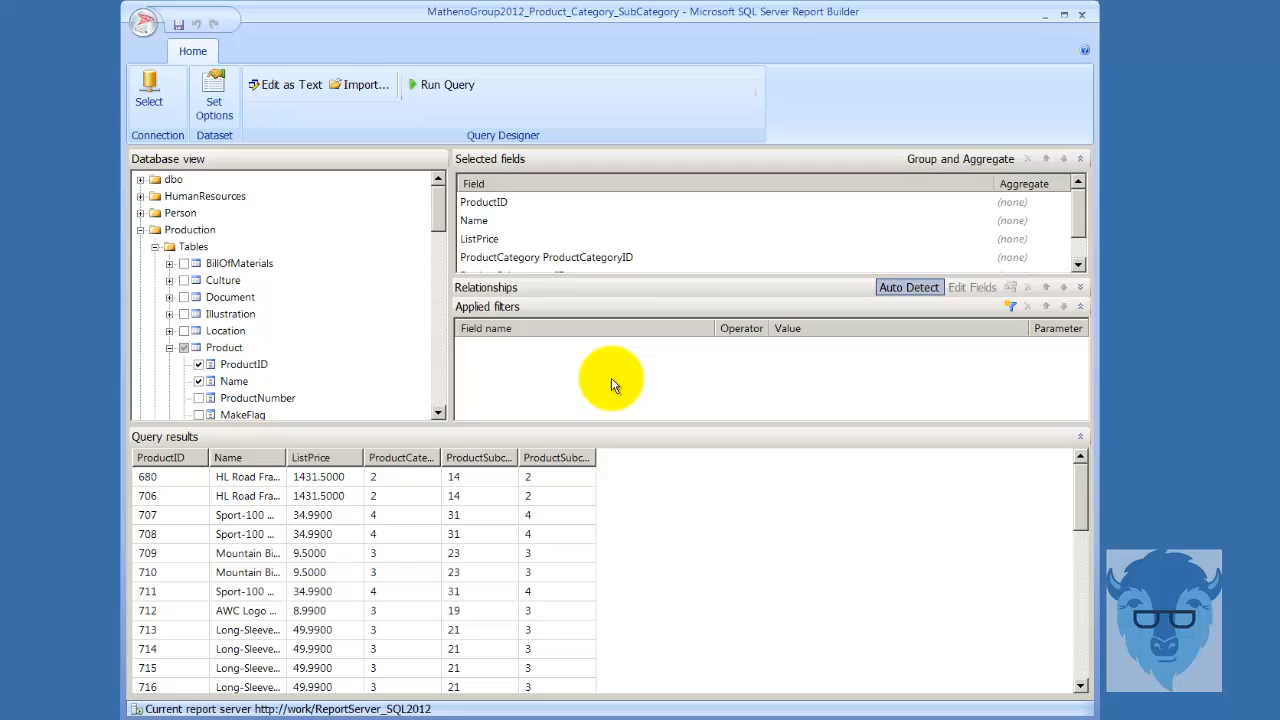 MathenoGroup2012_Product_Category_SubCategory - Microsoft SQL Server Report Builder
Home
Select
Set Options
Edit as Text
Import...
Run Query
Connection
Dataset
Query Designer
Database view
dbo
HumanResources
Person
Production
Tables
BillOfMaterials
Culture
Document
Illustration
Location
Product
ProductID
Name
ProductNumber
MakeFlag
Selected fields
Group and Aggregate
Field Aggregate
ProductID (none)
Name (none)
ListPrice (none)
ProductCategory ProductCategoryID (none)
Relationships
Auto Detect
Edit Fields
Applied filters
Field name Operator Value Parameter
Query results
ProductID Name ListPrice ProductCate... ProductSubc... ProductSubc...
680 HL Road Fra... 1431.5000 2 14 2
706 HL Road Fra... 1431.5000 2 14 2
707 Sport-100 ... 34.9900 4 31 4
708 Sport-100 ... 34.9900 4 31 4
709 Mountain Bi... 9.5000 3 23 3
710 Mountain Bi... 9.5000 3 23 3
711 Sport-100 ... 34.9900 4 31 4
712 AWC Logo ... 8.9900 3 19 3
713 Long-Sleeve... 49.9900 3 21 3
714 Long-Sleeve... 49.9900 3 21 3
715 Long-Sleeve... 49.9900 3 21 3
716 Long-Sleeve... 49.9900 3 21 3
Current report server http://work/ReportServer_SQL2012